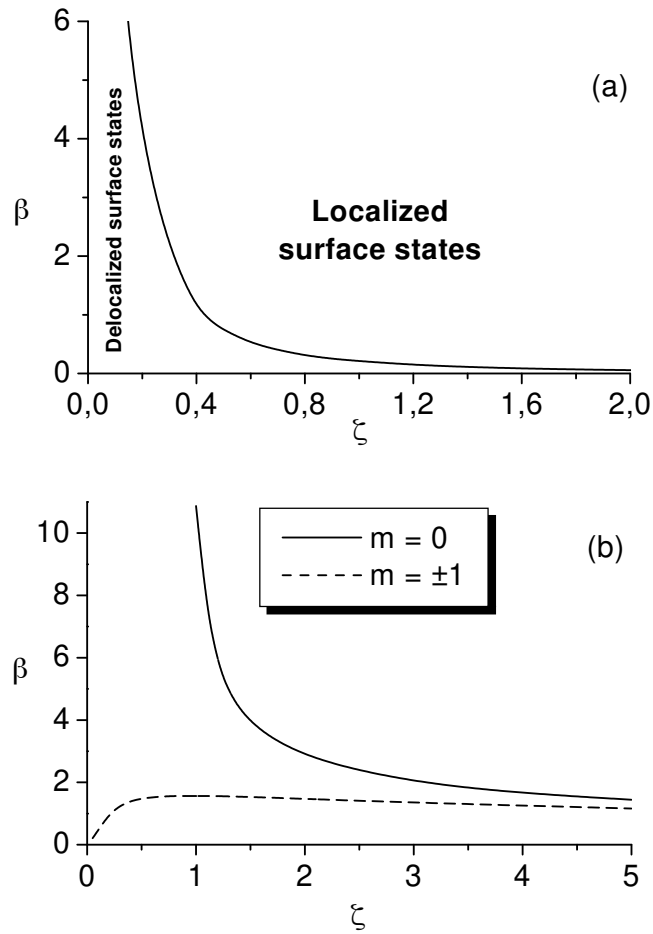 6
(a)
4
Delocalized surface states
β
Localized
surface states
2
0
0,0 0,4 0,8 1,2 1,6 2,0
ζ
10
m = 0
(b)
m = ±1
8
β
6
4
2
0
0 1 2 3 4 5
ζ